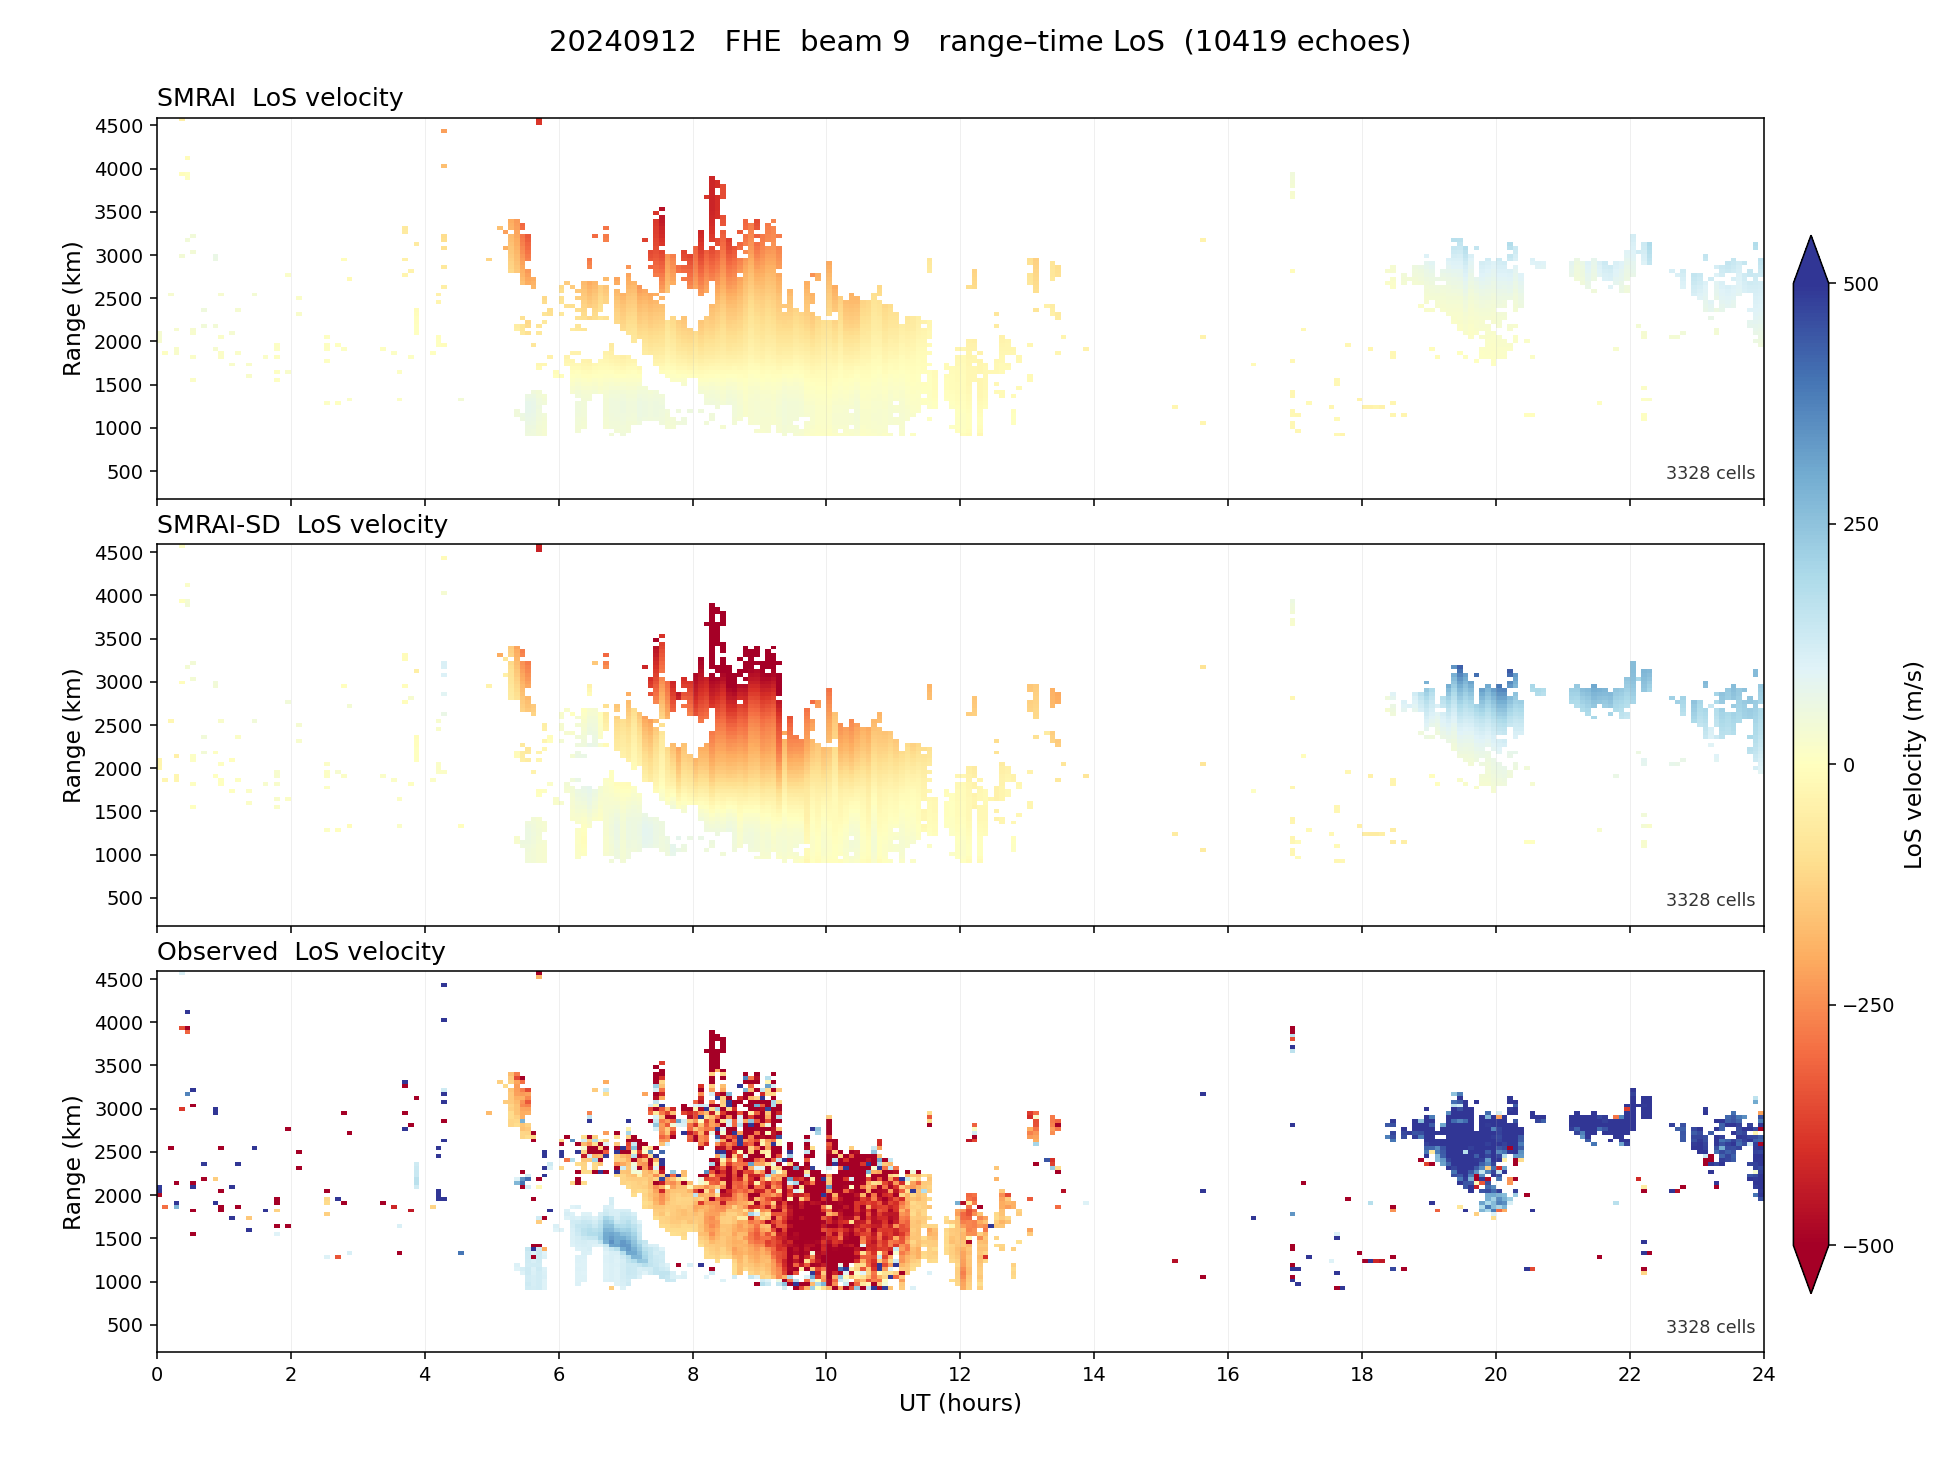 20240912   FHE  beam 9   range–time LoS  (10419 echoes)
SMRAI  LoS velocity
4500
4000
3500
3000
2500
2000
1500
1000
500
Range (km)
3328 cells
SMRAI-SD  LoS velocity
4500
4000
3500
3000
2500
2000
1500
1000
500
Range (km)
3328 cells
Observed  LoS velocity
4500
4000
3500
3000
2500
2000
1500
1000
500
Range (km)
3328 cells
0 2 4 6 8 10 12 14 16 18 20 22 24
UT (hours)
500
250
0
−250
−500
LoS velocity (m/s)